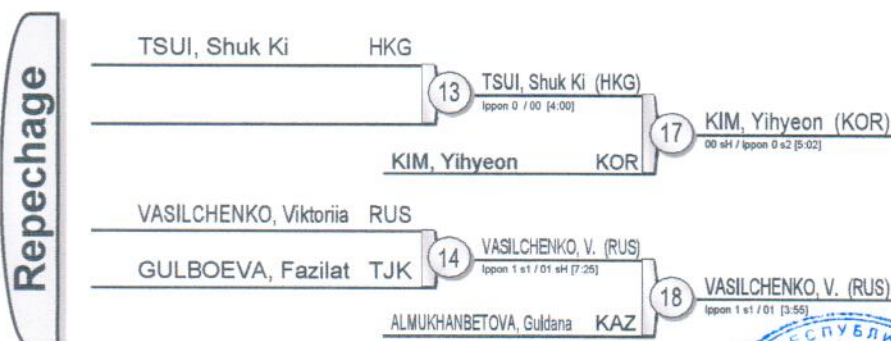 Repechage
TSUI, Shuk Ki HKG
13
TSUI, Shuk Ki (HKG)
Ippon 0 / 00 [4:00]
KIM, Yihyeon KOR
17
KIM, Yihyeon (KOR)
00 sH / Ippon 0 s2 [5:02]
VASILCHENKO, Viktoriia RUS
GULBOEVA, Fazilat TJK
14
VASILCHENKO, V. (RUS)
Ippon 1 s1 / 01 sH [7:25]
ALMUKHANBETOVA, Guldana KAZ
18
VASILCHENKO, V. (RUS)
Ippon 1 s1 / 01 [3:55]